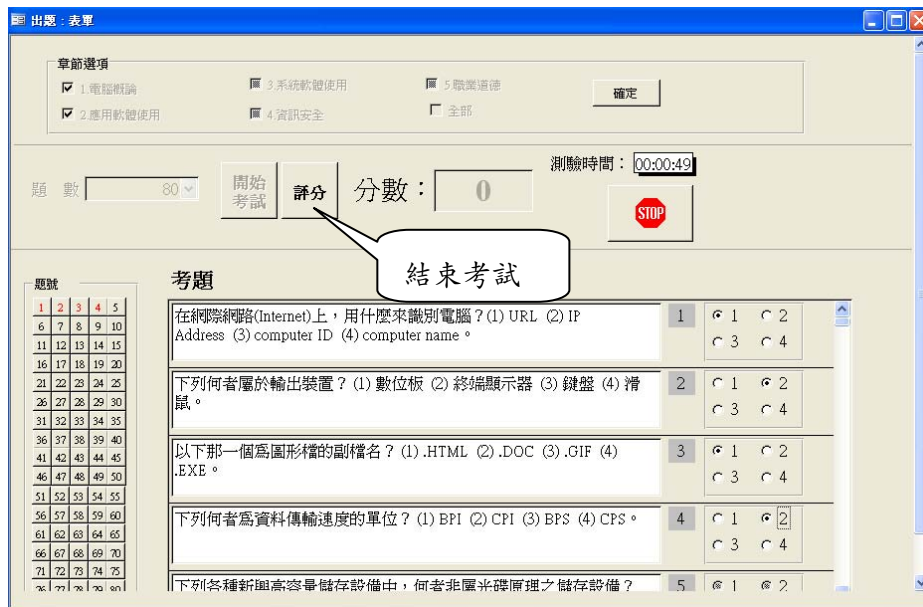 出題 : 表單
章節選項
1.電腦概論
3.系統軟體使用
5.職業道德
確定
2.應用軟體使用
4.資訊安全
全部
測驗時間： 00:00:49
題 數 80
開始考試
評分
分數： 0
STOP
結束考試
題號
考題
1 2 3 4 5
6 7 8 9 10
11 12 13 14 15
16 17 18 19 20
21 22 23 24 25
26 27 28 29 30
31 32 33 34 35
36 37 38 39 40
41 42 43 44 45
46 47 48 49 50
51 52 53 54 55
56 57 58 59 60
61 62 63 64 65
66 67 68 69 70
71 72 73 74 75
76 77 78 79 80
在網際網路(Internet)上，用什麼來識別電腦？(1) URL (2) IP
Address (3) computer ID (4) computer name。
1 1 2
3 4
下列何者屬於輸出裝置？ (1) 數位板 (2) 終端顯示器 (3) 鍵盤 (4) 滑
鼠。
2 1 2
3 4
以下那一個為圖形檔的副檔名？ (1) .HTML (2) .DOC (3) .GIF (4)
.EXE。
3 1 2
3 4
下列何者為資料傳輸速度的單位？ (1) BPI (2) CPI (3) BPS (4) CPS。
4 1 2
3 4
下列各種新興高容量儲存設備中，何者非屬光碟原理之儲存設備？
5 1 2